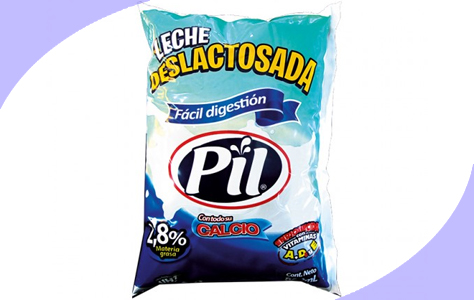 LECHE
DESLACTOSADA
Fácil digestión
Pil®
Con todo su
CALCIO
2,8%
Materia
grasa
VITAMINAS
A, D y E
Cont. Neto